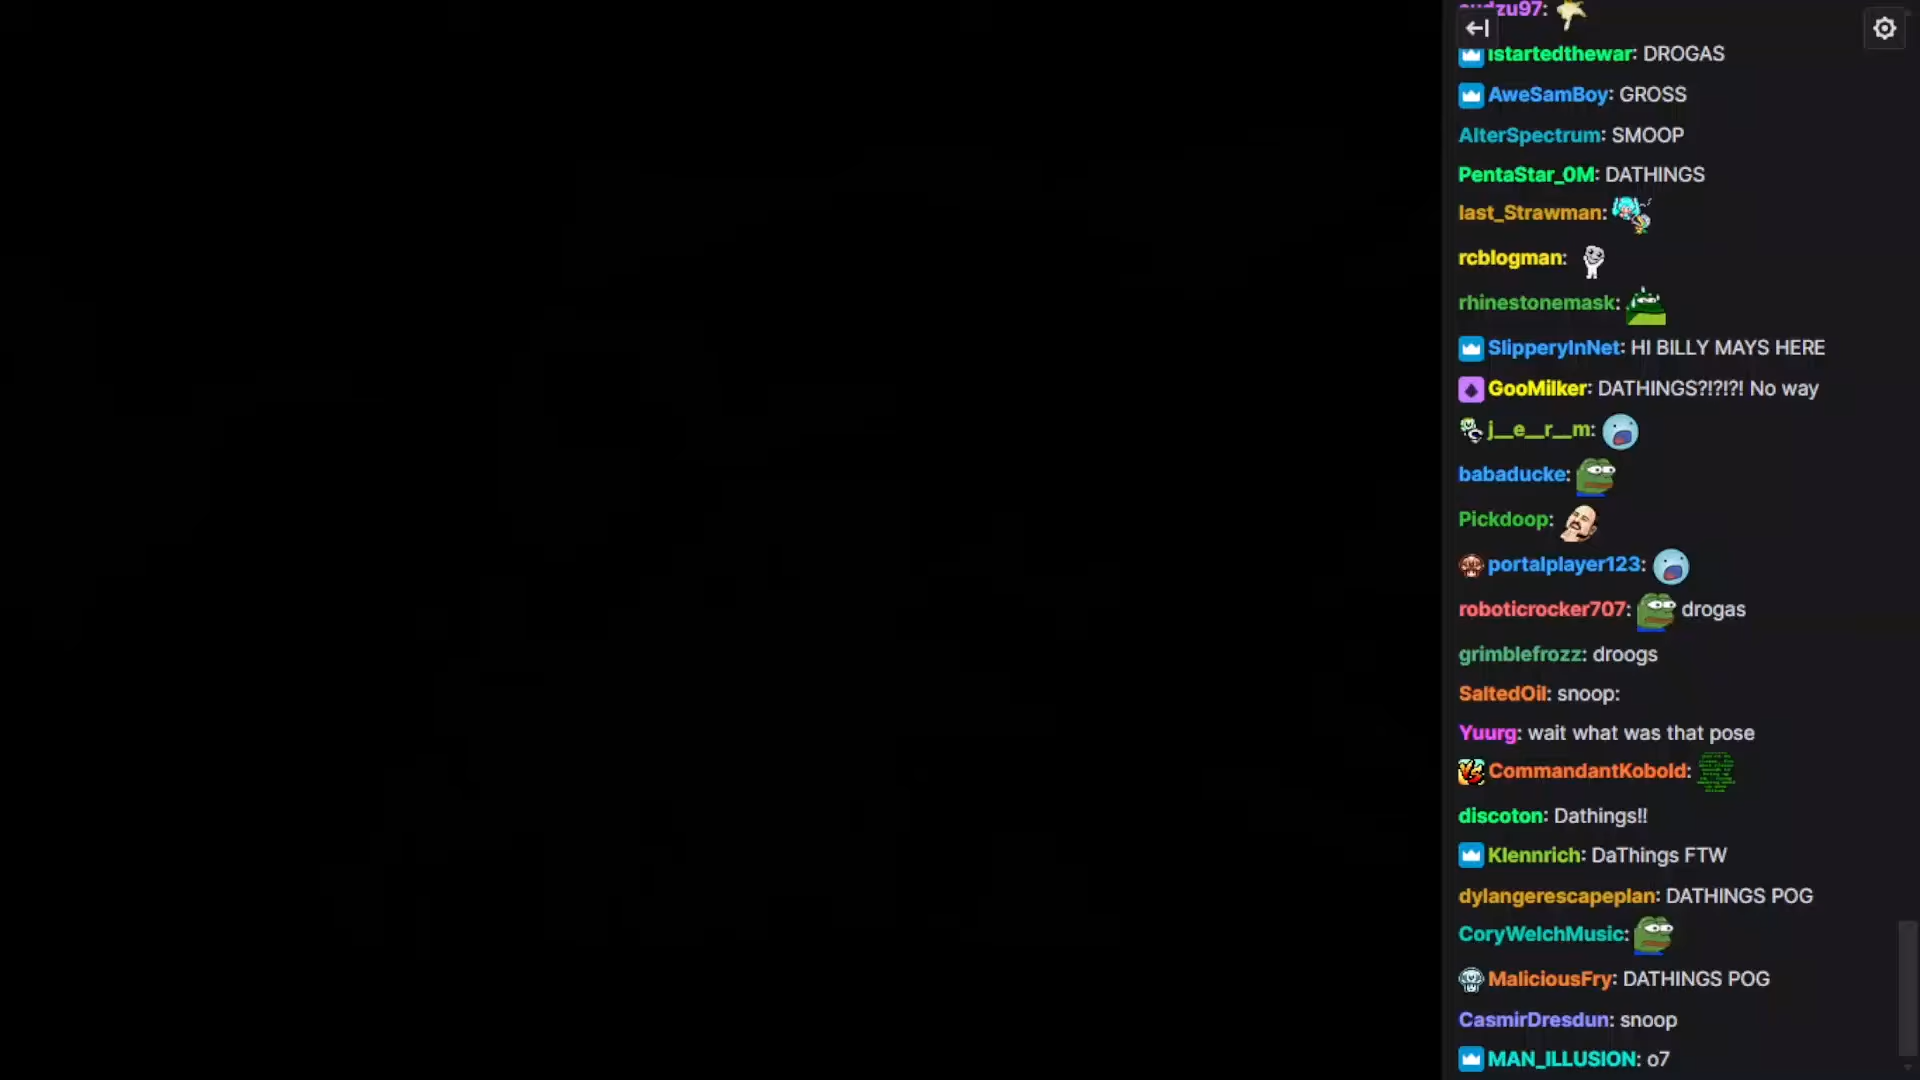 istartedthewar: DROGAS
AweSamBoy: GROSS
AlterSpectrum: SMOOP
PentaStar_0M: DATHINGS
last_Strawman:
rcblogman:
rhinestonemask:
SlipperyInNet: HI BILLY MAYS HERE
GooMilker: DATHINGS?!?!?! No way
j__e__r__m:
babaducke:
Pickdoop:
portalplayer123:
roboticrocker707: drogas
grimblefrozz: droogs
SaltedOil: snoop:
Yuurg: wait what was that pose
CommandantKobold:
discoton: Dathings!!
Klennrich: DaThings FTW
dylangerescapeplan: DATHINGS POG
CoryWelchMusic:
MaliciousFry: DATHINGS POG
CasmirDresdun: snoop
MAN_ILLUSION: o7